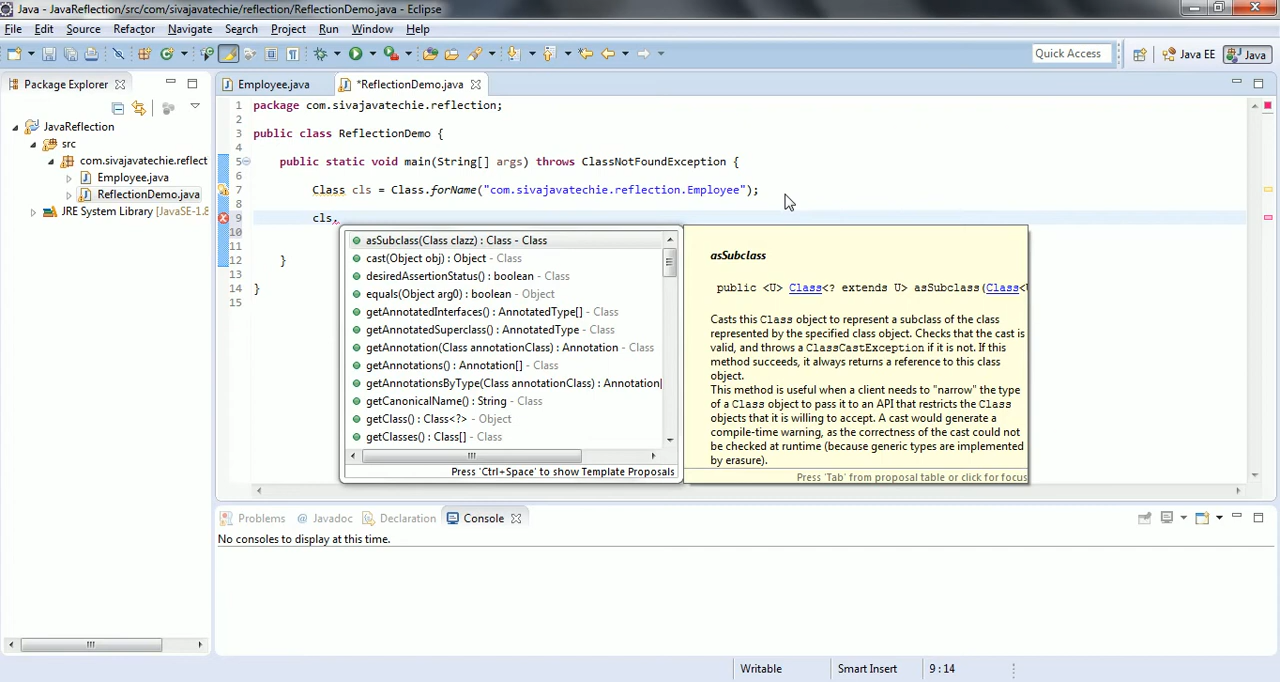 Java - JavaReflection/src/com/sivajavatechie/reflection/ReflectionDemo.java - Eclipse
File Edit Source Refactor Navigate Search Project Run Window Help
Quick Access Java EE Java
Package Explorer
JavaReflection
src
com.sivajavatechie.reflect
Employee.java
ReflectionDemo.java
JRE System Library [JavaSE-1.8
Employee.java *ReflectionDemo.java
1 package com.sivajavatechie.reflection;
2
3 public class ReflectionDemo {
4
5 public static void main(String[] args) throws ClassNotFoundException {
6
7 Class cls = Class.forName("com.sivajavatechie.reflection.Employee");
8
9 cls.
10
11
12 }
13
14 }
15
asSubclass(Class clazz) : Class - Class
cast(Object obj) : Object - Class
desiredAssertionStatus() : boolean - Class
equals(Object arg0) : boolean - Object
getAnnotatedInterfaces() : AnnotatedType[] - Class
getAnnotatedSuperclass() : AnnotatedType - Class
getAnnotation(Class annotationClass) : Annotation - Class
getAnnotations() : Annotation[] - Class
getAnnotationsByType(Class annotationClass) : Annotation[
getCanonicalName() : String - Class
getClass() : Class<?> - Object
getClasses() : Class[] - Class
Press 'Ctrl+Space' to show Template Proposals
asSubclass
public <U> Class<? extends U> asSubclass(Class<U
Casts this Class object to represent a subclass of the class
represented by the specified class object. Checks that the cast is
valid, and throws a ClassCastException if it is not. If this
method succeeds, it always returns a reference to this class
object.
This method is useful when a client needs to "narrow" the type
of a Class object to pass it to an API that restricts the Class
objects that it is willing to accept. A cast would generate a
compile-time warning, as the correctness of the cast could not
be checked at runtime (because generic types are implemented
by erasure).
Press 'Tab' from proposal table or click for focus
Problems @ Javadoc Declaration Console
No consoles to display at this time.
Writable Smart Insert 9 : 14